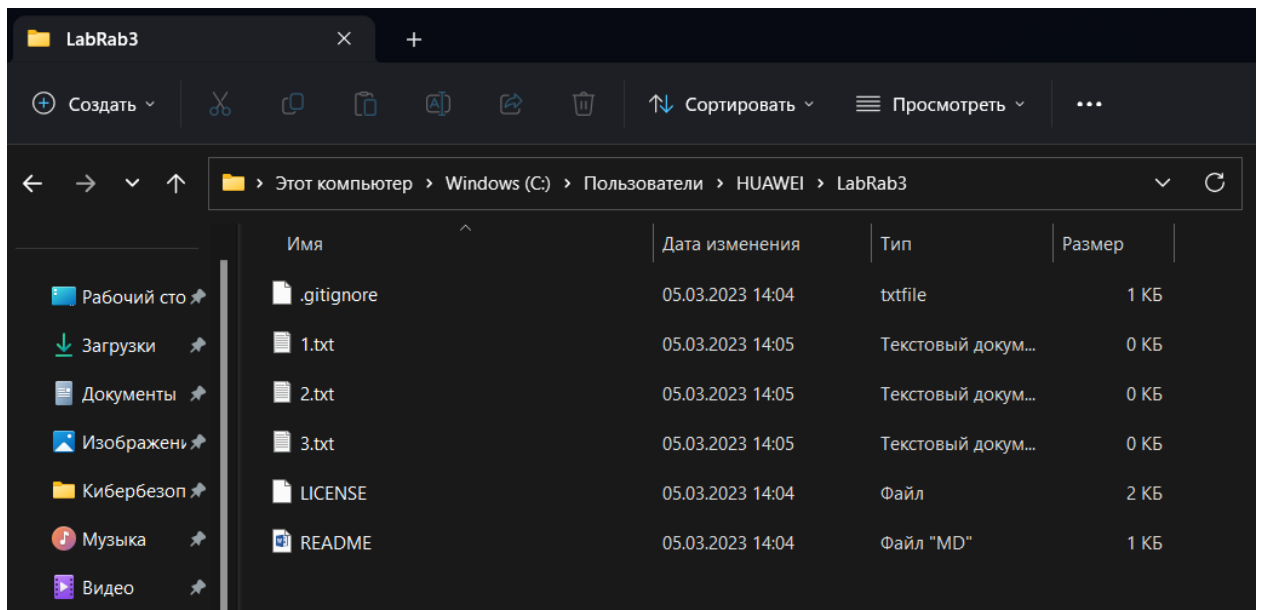 LabRab3
Создать
Сортировать
Просмотреть
Этот компьютер > Windows (C:) > Пользователи > HUAWEI > LabRab3
Имя Дата изменения Тип Размер
Рабочий сто
Загрузки
Документы
Изображени
Кибербезоп
Музыка
Видео
.gitignore 05.03.2023 14:04 txtfile 1 КБ
1.txt 05.03.2023 14:05 Текстовый докум... 0 КБ
2.txt 05.03.2023 14:05 Текстовый докум... 0 КБ
3.txt 05.03.2023 14:05 Текстовый докум... 0 КБ
LICENSE 05.03.2023 14:04 Файл 2 КБ
README 05.03.2023 14:04 Файл "MD" 1 КБ